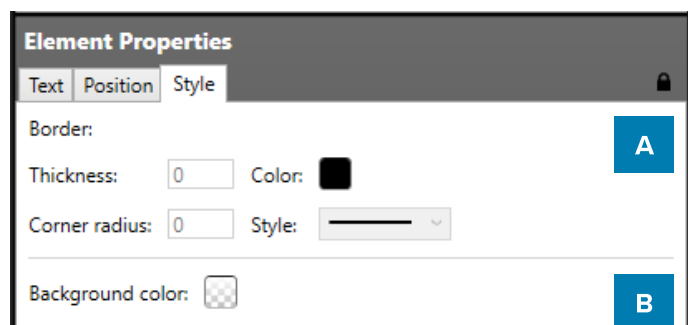 Element Properties
Text Position Style
Border:
A
Thickness: 0 Color:
Corner radius: 0 Style:
Background color:
B